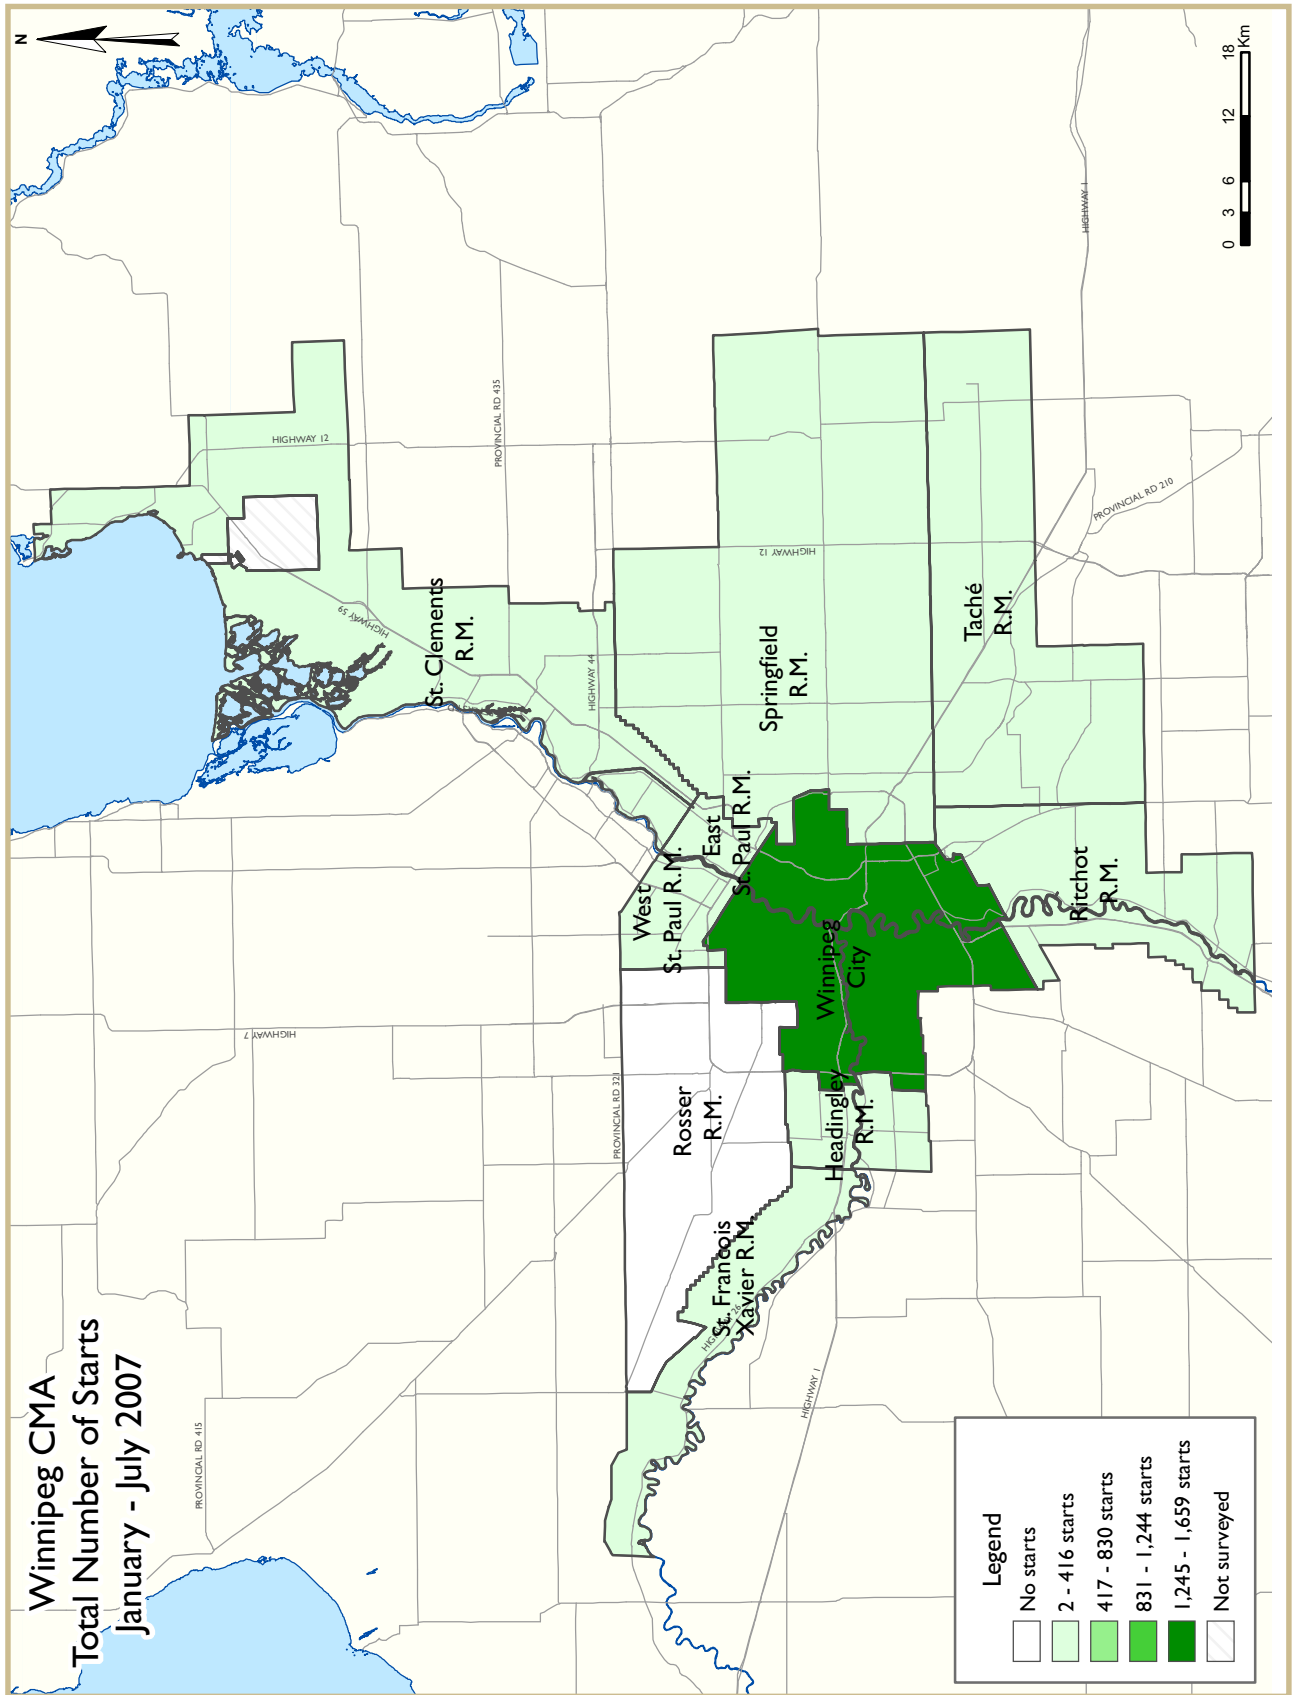 Winnipeg CMA
Total Number of Starts
January - July 2007
N
PROVINCIAL RD 415
HIGHWAY 7
HIGHWAY 12
HIGHWAY 59
PROVINCIAL RD 435
St. Clements
R.M.
HIGHWAY 44
PROVINCIAL RD 321
West
St. Paul R.M.
East
St. Paul R.M.
Rosser
R.M.
St. Francois
Xavier R.M.
HIGHWAY 26
Springfield
R.M.
HIGHWAY 12
Winnipeg
City
Headingley
R.M.
Taché
R.M.
HIGHWAY 1
PROVINCIAL RD 210
Ritchot
R.M.
HIGHWAY 1
Legend
No starts
2 - 416 starts
417 - 830 starts
831 - 1,244 starts
1,245 - 1,659 starts
Not surveyed
0 3 6 12 18
Km